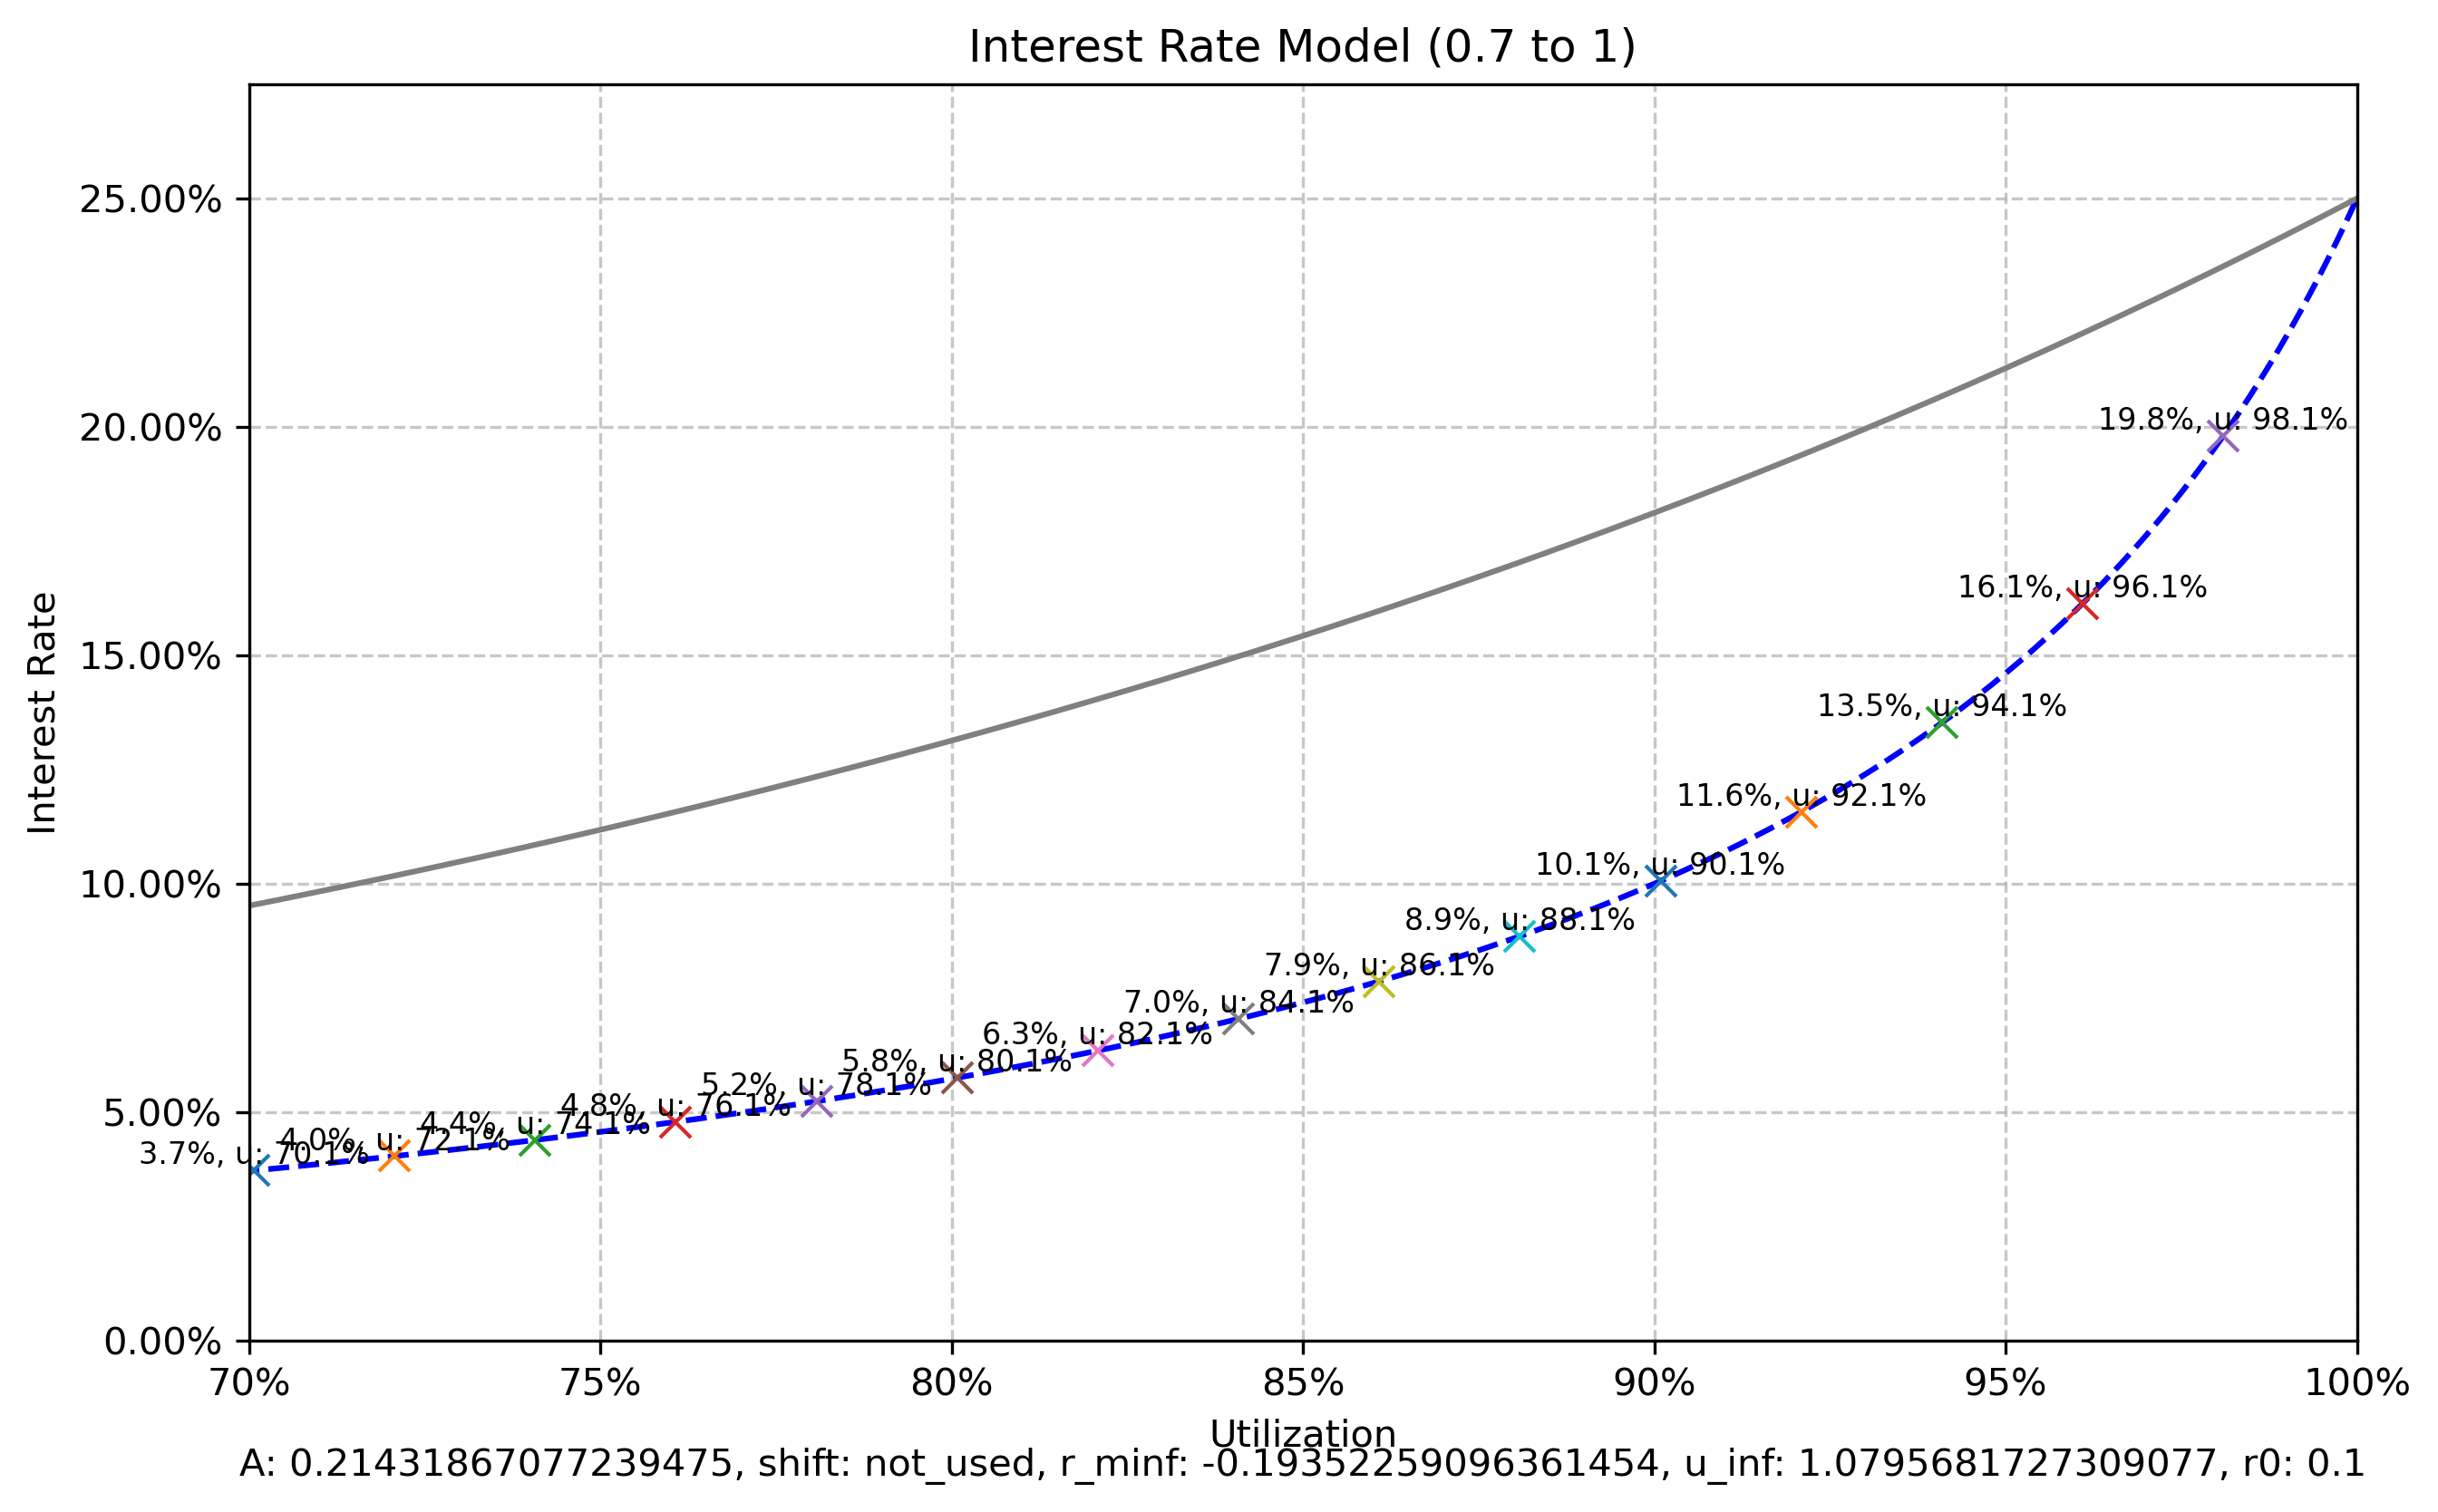 Interest Rate Model (0.7 to 1)
25.00%
20.00%
15.00%
10.00%
5.00%
0.00%
Interest Rate
19.8%, u: 98.1%
16.1%, u: 96.1%
13.5%, u: 94.1%
11.6%, u: 92.1%
10.1%, u: 90.1%
8.9%, u: 88.1%
7.9%, u: 86.1%
7.0%, u: 84.1%
6.3%, u: 82.1%
5.8%, u: 80.1%
5.2%, u: 78.1%
4.8%, u: 76.1%
4.4%, u: 74.1%
4.0%, u: 72.1%
3.7%, u: 70.1%
70% 75% 80% 85% 90% 95% 100%
Utilization
A: 0.21431867077239475, shift: not_used, r_minf: -0.19352259096361454, u_inf: 1.0795681727309077, r0: 0.1